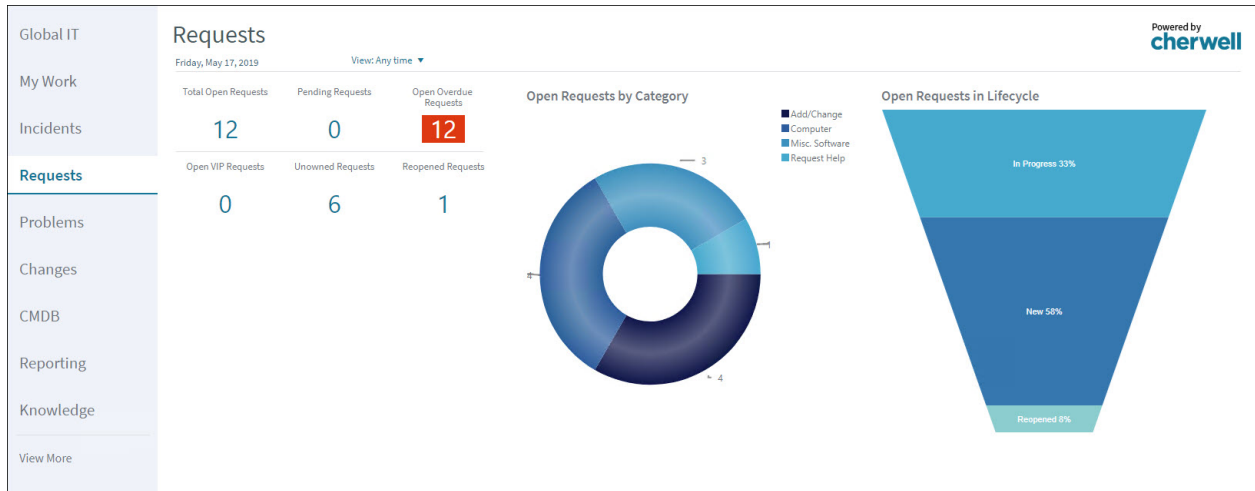 Global IT
My Work
Incidents
Requests
Problems
Changes
CMDB
Reporting
Knowledge
View More
Requests
Friday, May 17, 2019
View: Any time
Powered by
cherwell
Total Open Requests
12
Pending Requests
0
Open Overdue
Requests
12
Open VIP Requests
0
Unowned Requests
6
Reopened Requests
1
Open Requests by Category
Add/Change
Computer
Misc. Software
Request Help
3
1
4
4
Open Requests in Lifecycle
In Progress 33%
New 58%
Reopened 8%